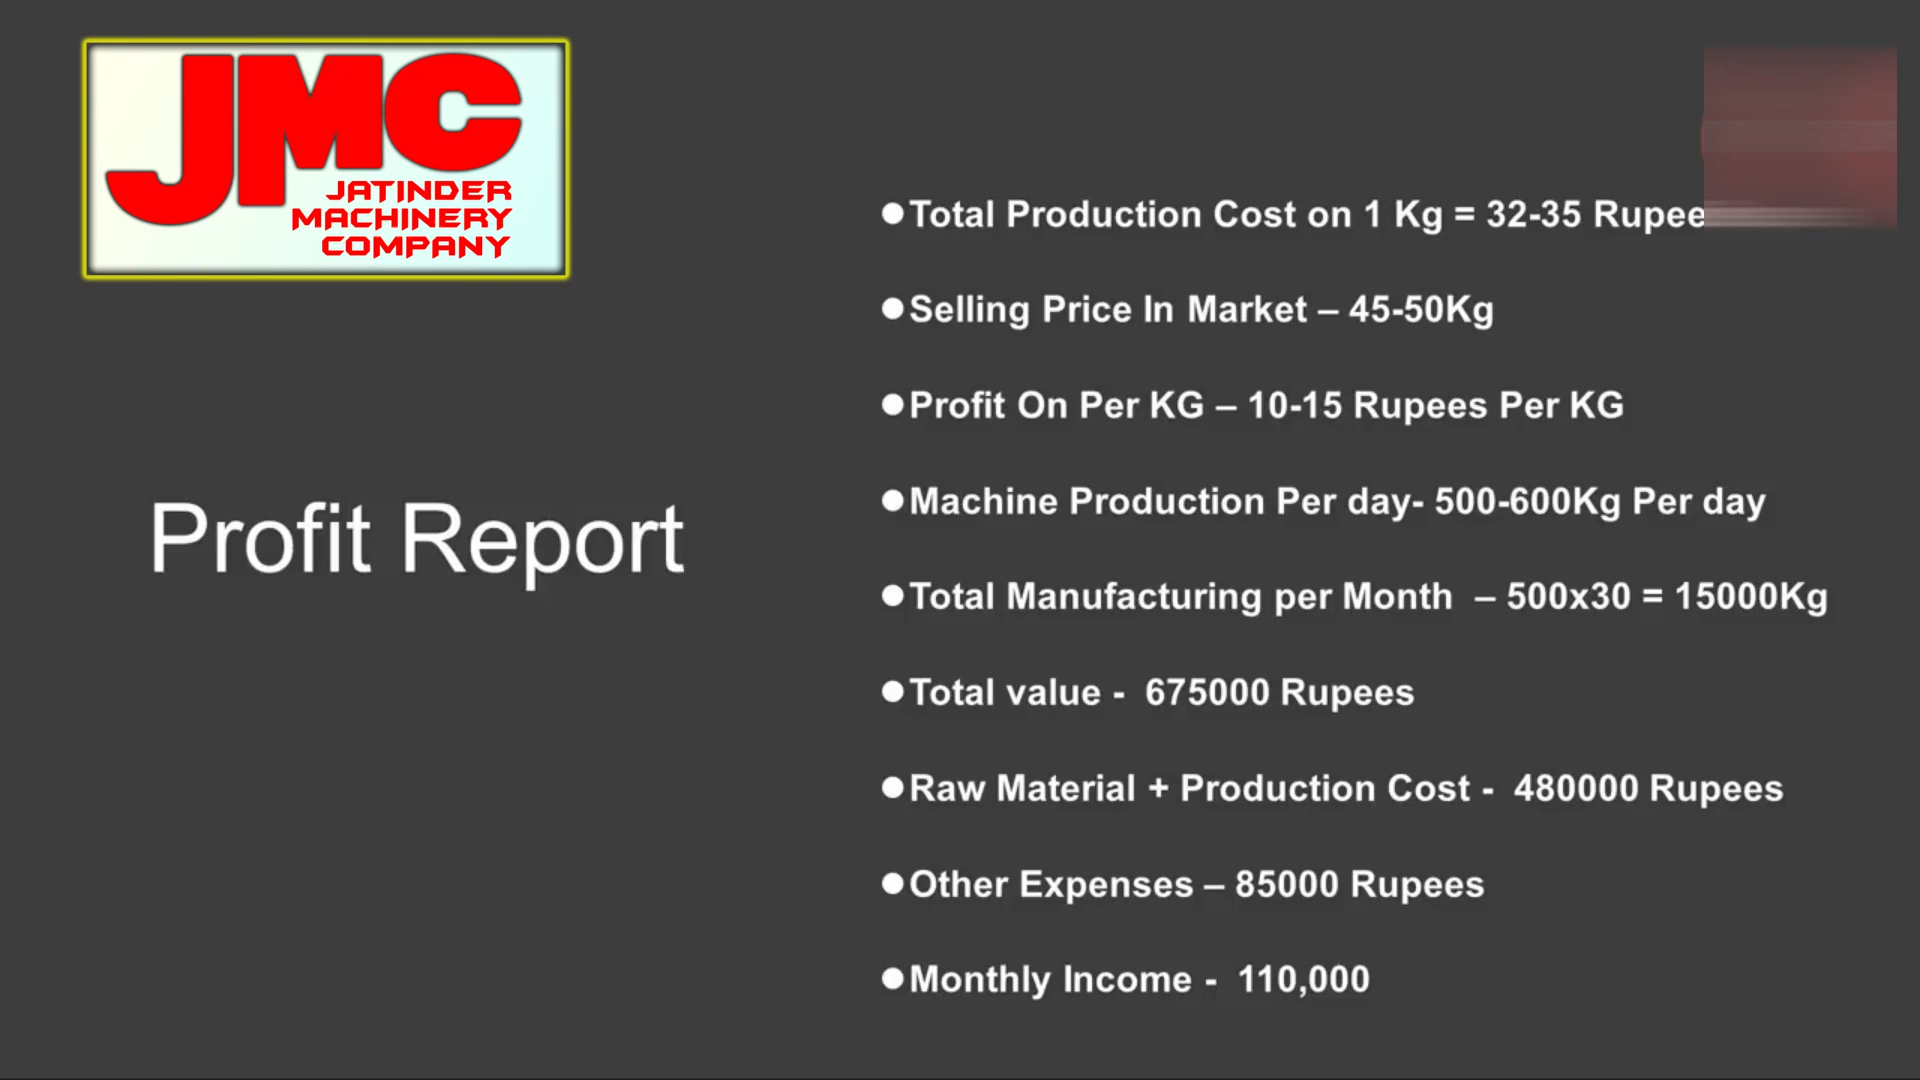 JMC
JATINDER
MACHINERY
COMPANY
Profit Report
●Total Production Cost on 1 Kg = 32-35 Rupee
●Selling Price In Market – 45-50Kg
●Profit On Per KG – 10-15 Rupees Per KG
●Machine Production Per day- 500-600Kg Per day
●Total Manufacturing per Month – 500x30 = 15000Kg
●Total value - 675000 Rupees
●Raw Material + Production Cost - 480000 Rupees
●Other Expenses – 85000 Rupees
●Monthly Income - 110,000